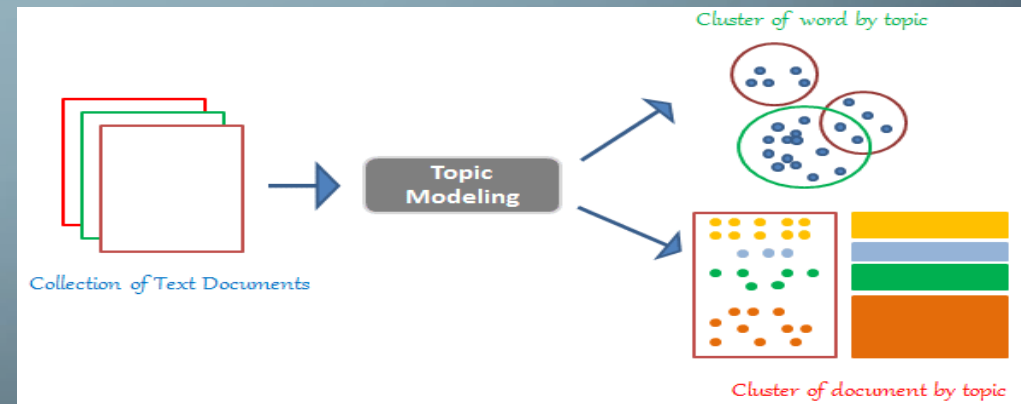 Cluster of word by topic
Topic
Modeling
Collection of Text Documents
Cluster of document by topic